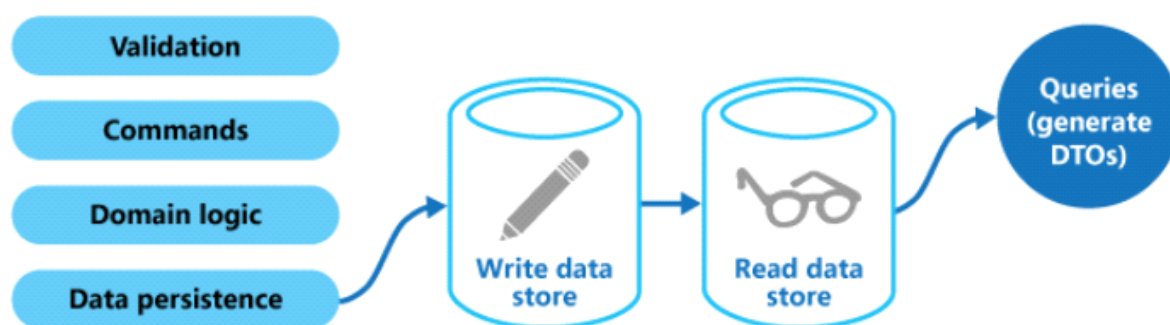 Validation
Commands
Domain logic
Data persistence
Write data
store
Read data
store
Queries
(generate
DTOs)